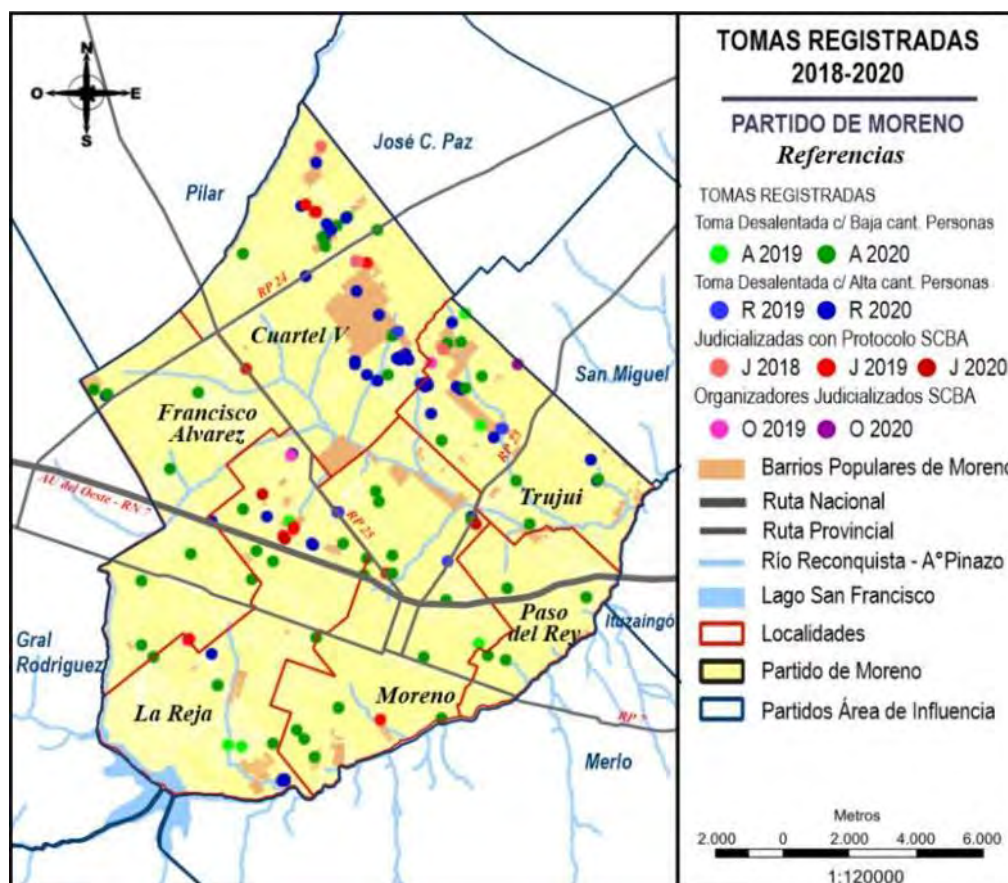 N
O
E
S
José C. Paz
Pilar
RP 24
Cuartel V
San Miguel
Francisco
Alvarez
RP 23
AU del Oeste - RN 7
Trujui
RP 25
Paso
del Rey
Ituzaingó
Gral
Rodriguez
Moreno
La Reja
RP 7
Merlo
TOMAS REGISTRADAS
2018-2020
PARTIDO DE MORENO
Referencias
TOMAS REGISTRADAS
Toma Desalentada c/ Baja cant. Personas
A 2019
A 2020
Toma Desalentada c/ Alta cant. Personas
R 2019
R 2020
Judicializadas con Protocolo SCBA
J 2018
J 2019
J 2020
Organizadores Judicializados SCBA
O 2019
O 2020
Barrios Populares de Moreno
Ruta Nacional
Ruta Provincial
Río Reconquista - A°Pinazo
Lago San Francisco
Localidades
Partido de Moreno
Partidos Área de Influencia
Metros
2.000 0 2.000 4.000 6.000
1:120000